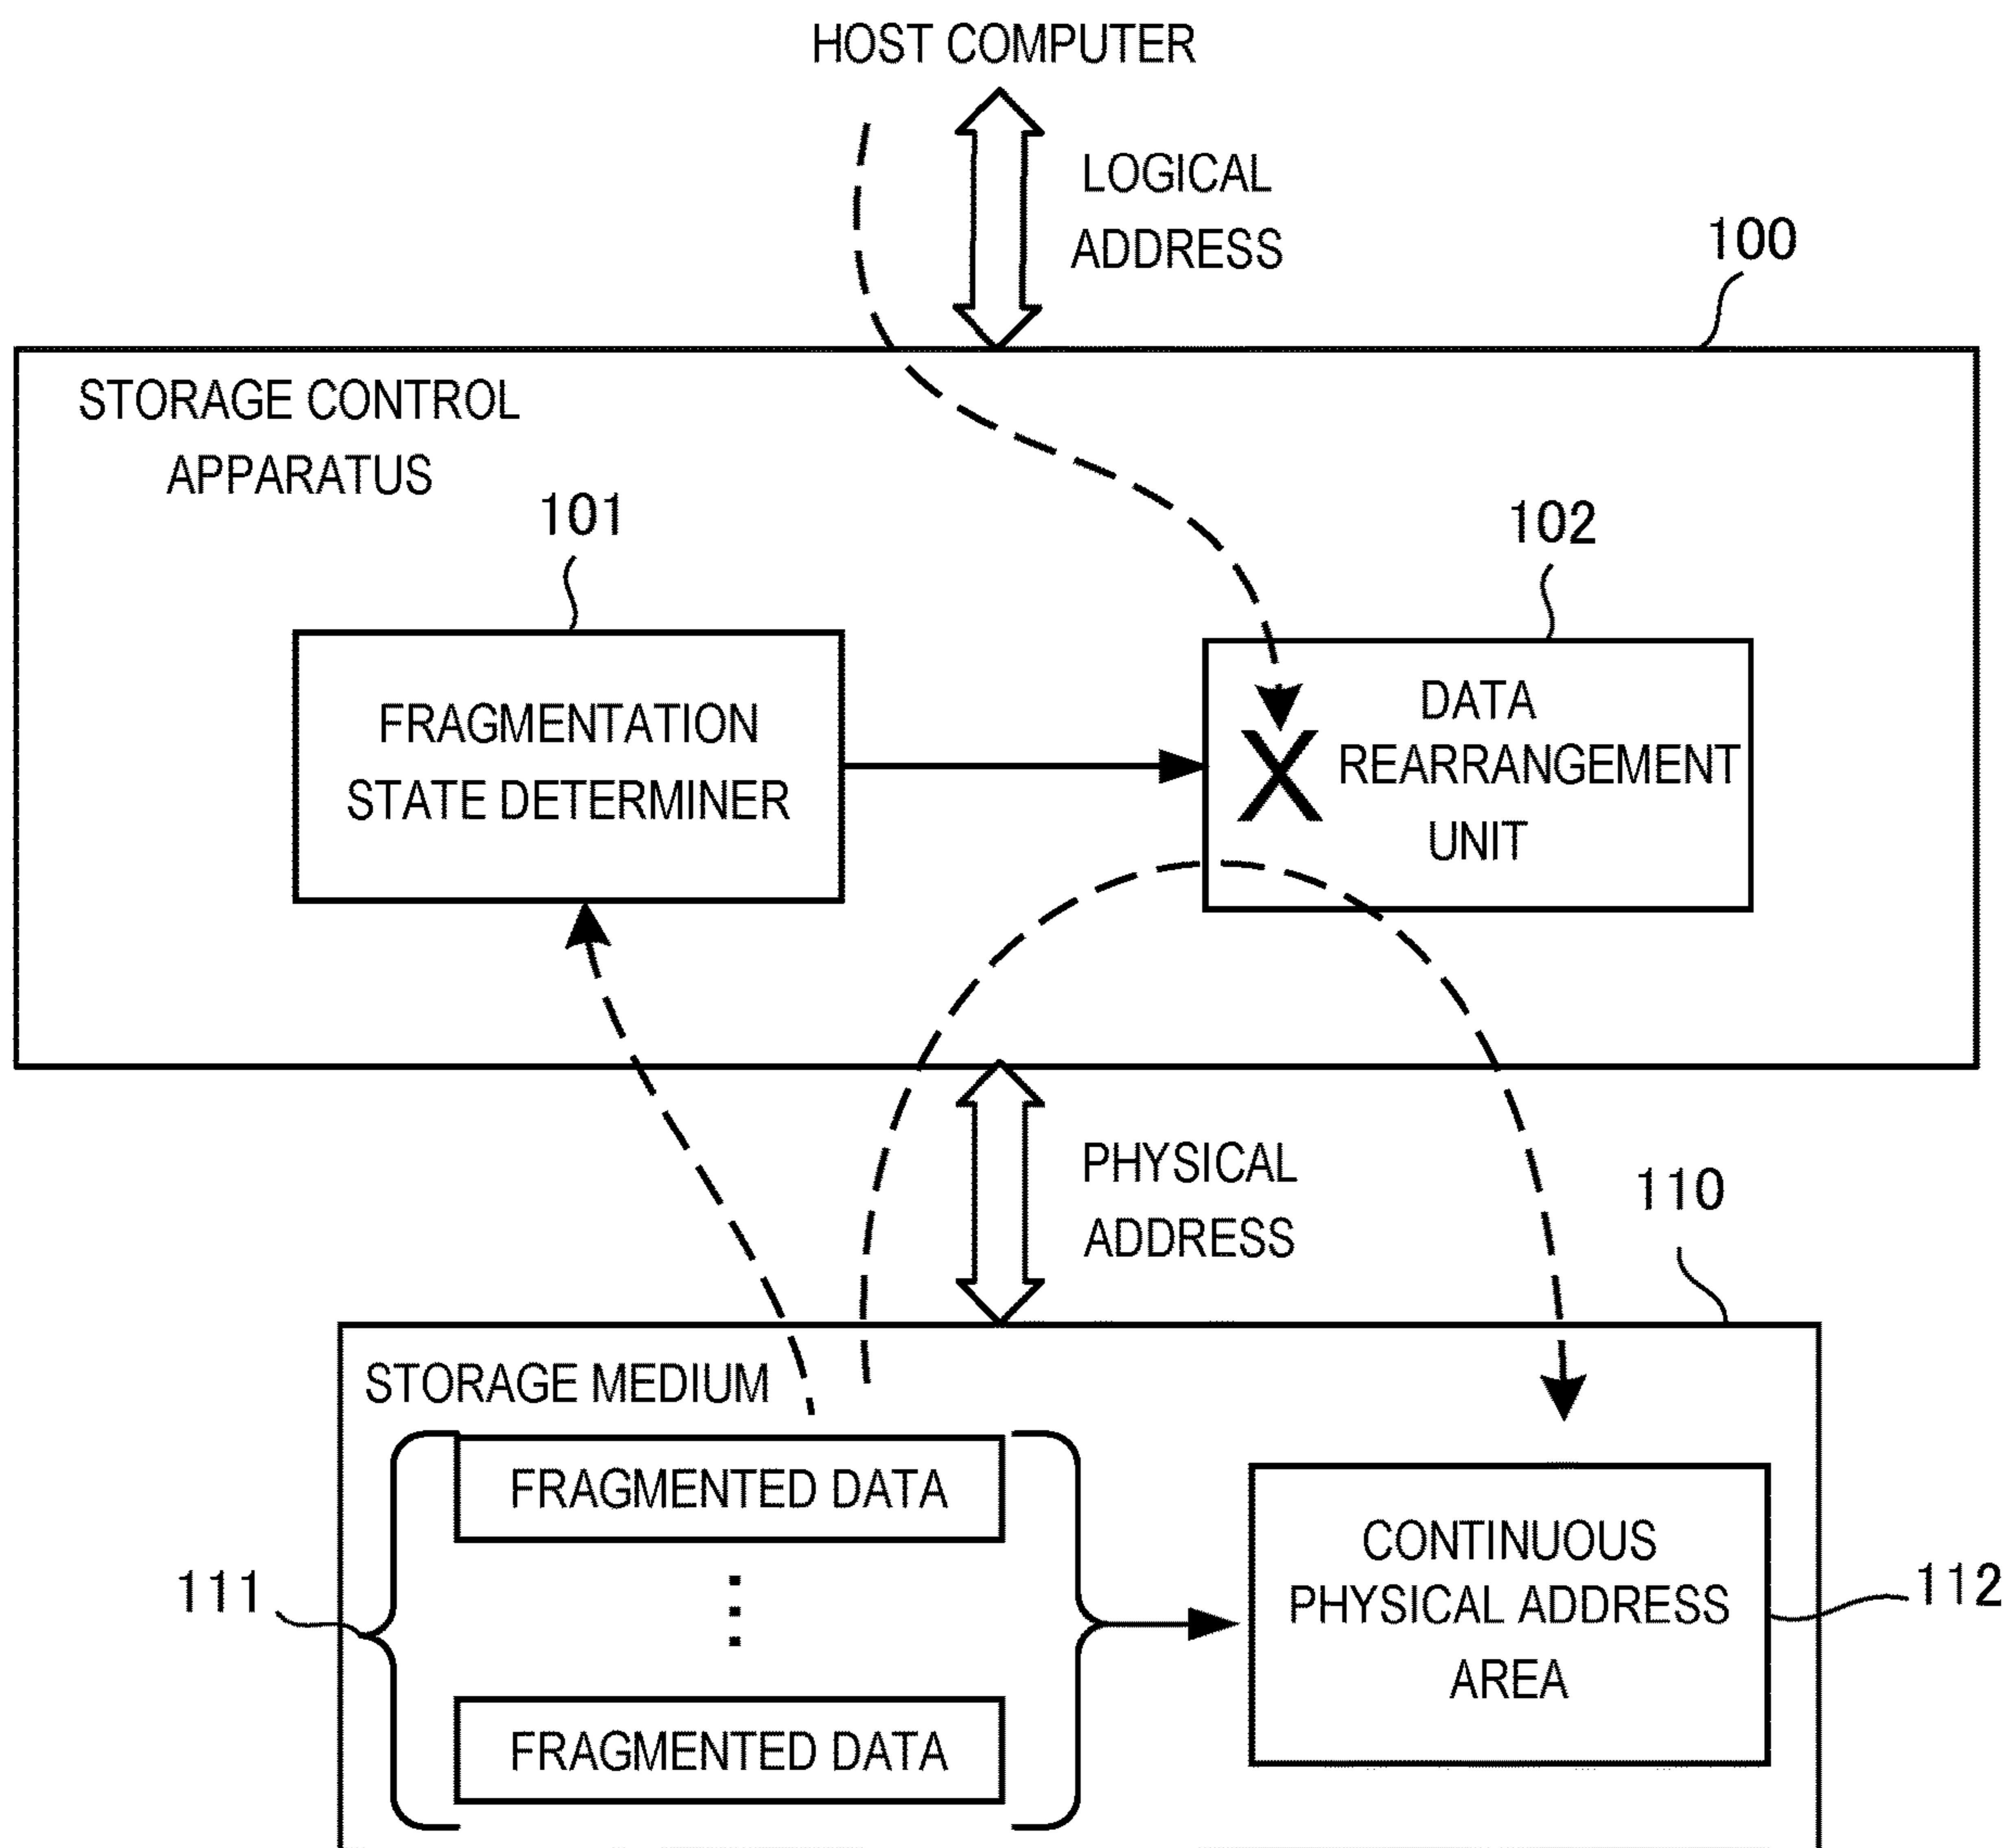 HOST COMPUTER
LOGICAL
ADDRESS
100
STORAGE CONTROL
APPARATUS
101
102
FRAGMENTATION
STATE DETERMINER
X
DATA
REARRANGEMENT
UNIT
PHYSICAL
ADDRESS
110
STORAGE MEDIUM
FRAGMENTED DATA
111
FRAGMENTED DATA
CONTINUOUS
PHYSICAL ADDRESS
AREA
112